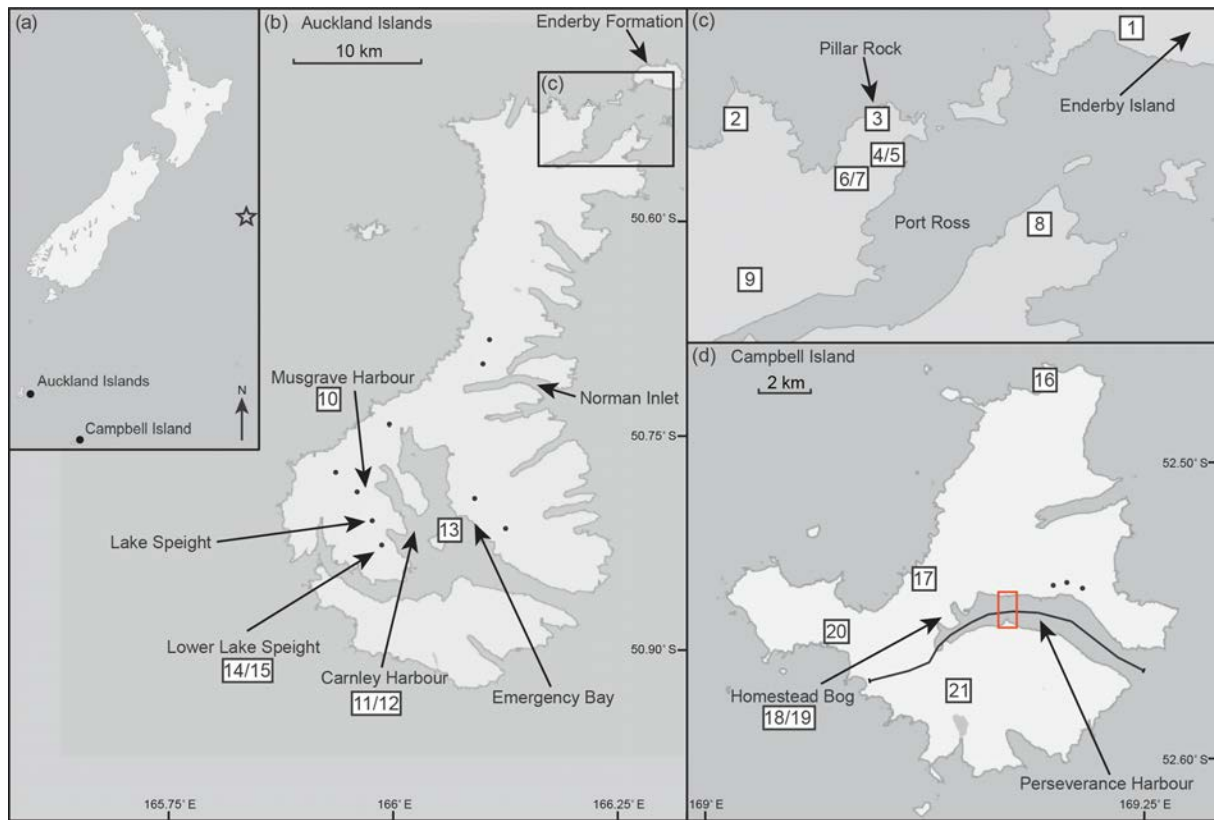 (a)
Auckland Islands
Campbell Island
N
(b) Auckland Islands
10 km
Enderby Formation
(c)
50.60° S
Musgrave Harbour
10
Norman Inlet
50.75° S
Lake Speight
13
Lower Lake Speight
14/15
Carnley Harbour
11/12
Emergency Bay
50.90° S
165.75° E
166° E
166.25° E
(c)
1
Pillar Rock
Enderby Island
2
3
4/5
6/7
Port Ross
8
9
(d) Campbell Island
2 km
16
52.50° S
17
20
Homestead Bog
18/19
21
Perseverance Harbour
52.60° S
169° E
169.25° E